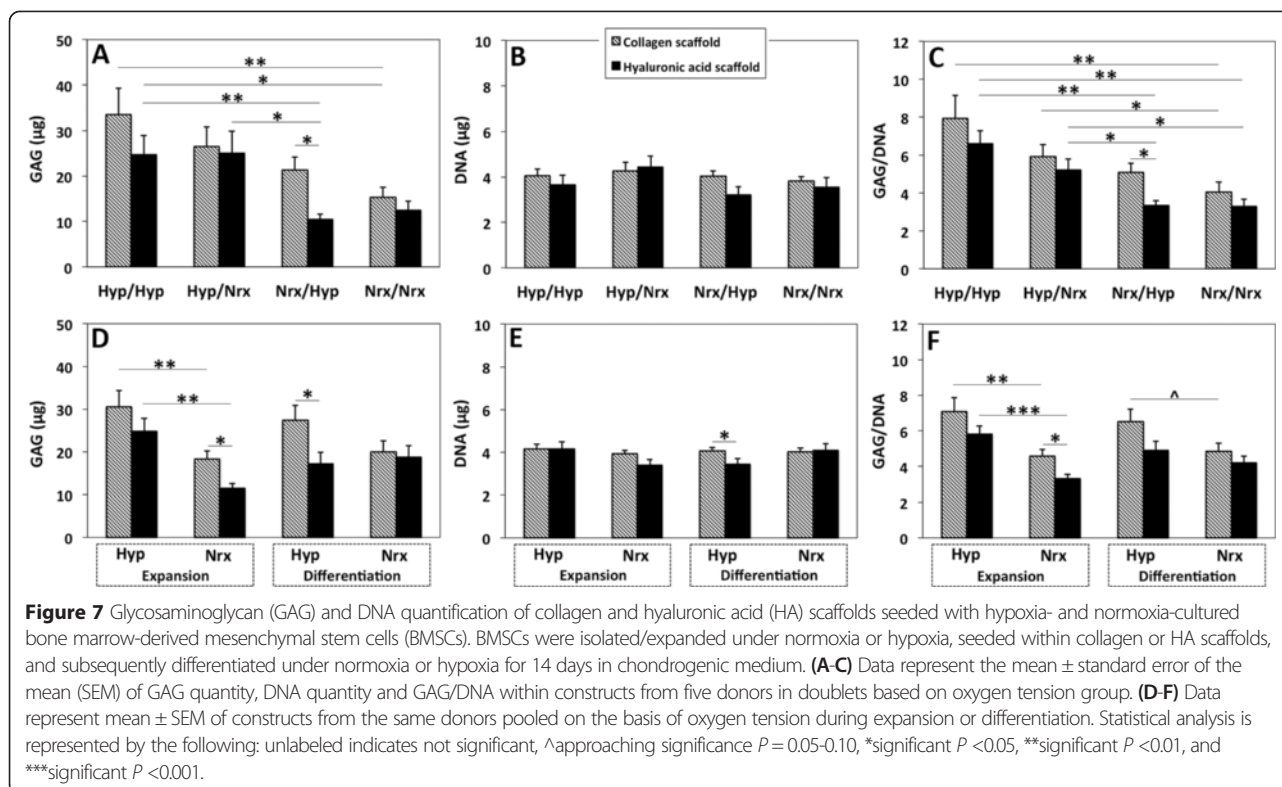 A
B
C
Collagen scaffold
Hyaluronic acid scaffold
GAG (µg)
50
40
30
20
10
0
**
*
**
*
*
Hyp/Hyp Hyp/Nrx Nrx/Hyp Nrx/Nrx
DNA (µg)
10
8
6
4
2
0
Hyp/Hyp Hyp/Nrx Nrx/Hyp Nrx/Nrx
GAG/DNA
12
10
8
6
4
2
0
**
**
**
*
*
*
*
Hyp/Hyp Hyp/Nrx Nrx/Hyp Nrx/Nrx
D
GAG (µg)
50
40
30
20
10
0
**
**
*
*
Hyp Nrx Hyp Nrx
Expansion Differentiation
E
DNA (µg)
10
8
6
4
2
0
*
Hyp Nrx Hyp Nrx
Expansion Differentiation
F
GAG/DNA
12
10
8
6
4
2
0
**
***
*
^
Hyp Nrx Hyp Nrx
Expansion Differentiation
Figure 7 Glycosaminoglycan (GAG) and DNA quantification of collagen and hyaluronic acid (HA) scaffolds seeded with hypoxia- and normoxia-cultured
bone marrow-derived mesenchymal stem cells (BMSCs). BMSCs were isolated/expanded under normoxia or hypoxia, seeded within collagen or HA scaffolds,
and subsequently differentiated under normoxia or hypoxia for 14 days in chondrogenic medium. (A-C) Data represent the mean ± standard error of the
mean (SEM) of GAG quantity, DNA quantity and GAG/DNA within constructs from five donors in doublets based on oxygen tension group. (D-F) Data
represent mean ± SEM of constructs from the same donors pooled on the basis of oxygen tension during expansion or differentiation. Statistical analysis is
represented by the following: unlabeled indicates not significant, ^approaching significance P = 0.05-0.10, *significant P <0.05, **significant P <0.01, and
***significant P <0.001.